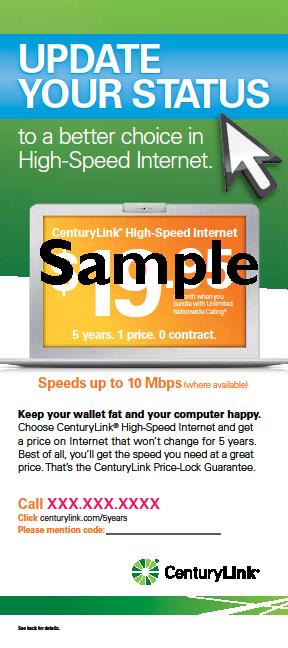 UPDATE
YOUR STATUS
to a better choice in
High-Speed Internet.
CenturyLink® High-Speed Internet
Sample
$19.95
month when you
bundle with Unlimited
Nationwide Calling®
5 years. 1 price. 0 contract.
Speeds up to 10 Mbps (where available)
Keep your wallet fat and your computer happy.
Choose CenturyLink® High-Speed Internet and get
a price on Internet that won't change for 5 years.
Best of all, you'll get the speed you need at a great
price. That's the CenturyLink Price-Lock Guarantee.
Call XXX.XXX.XXXX
Click centurylink.com/5years
Please mention code:
CenturyLink®
See back for details.